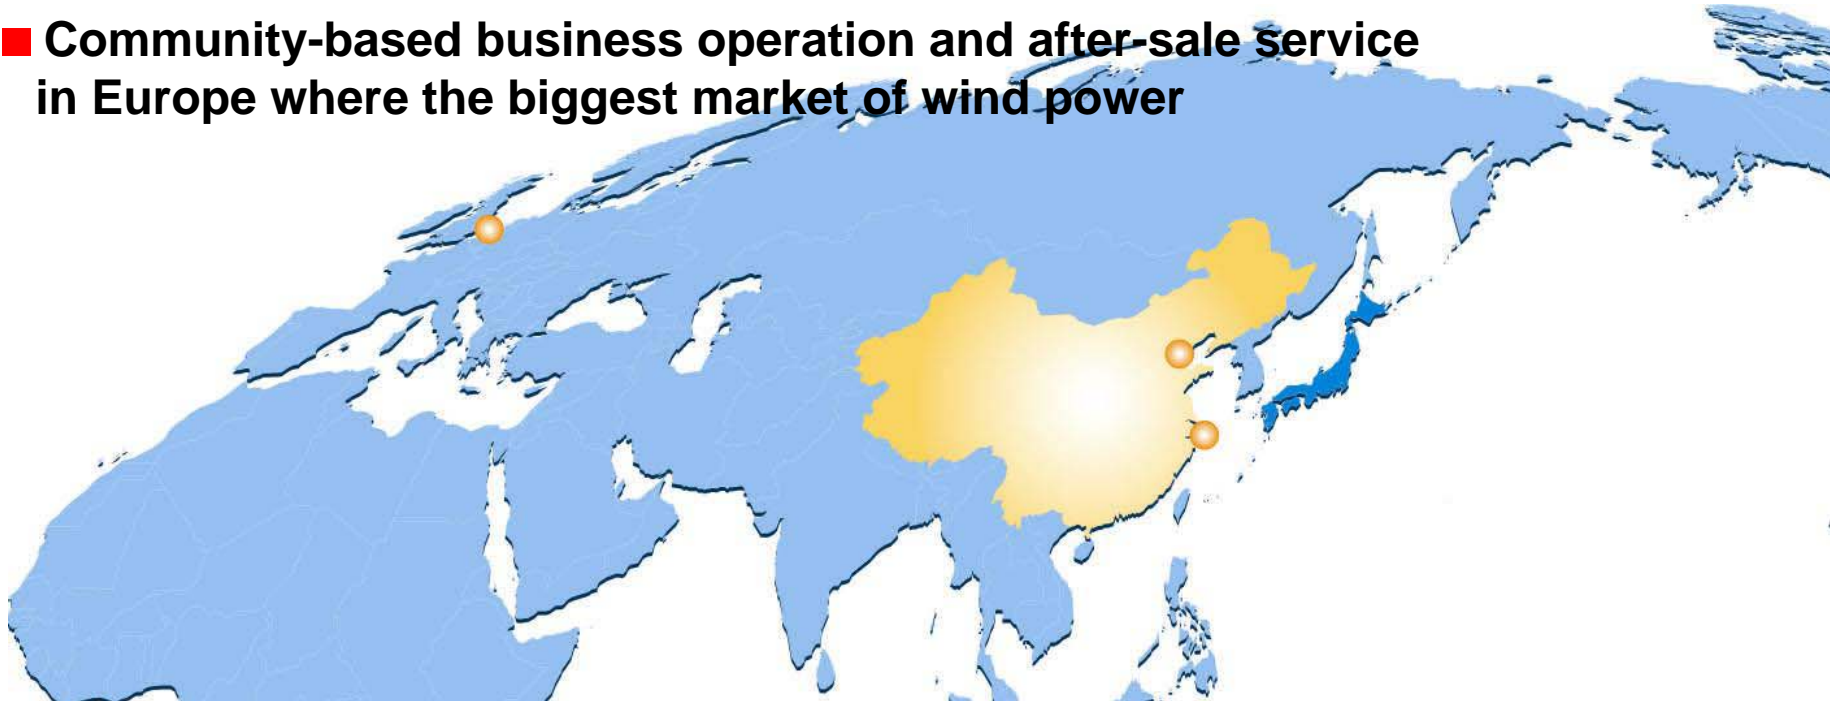 ■ Community-based business operation and after-sale service
in Europe where the biggest market of wind power